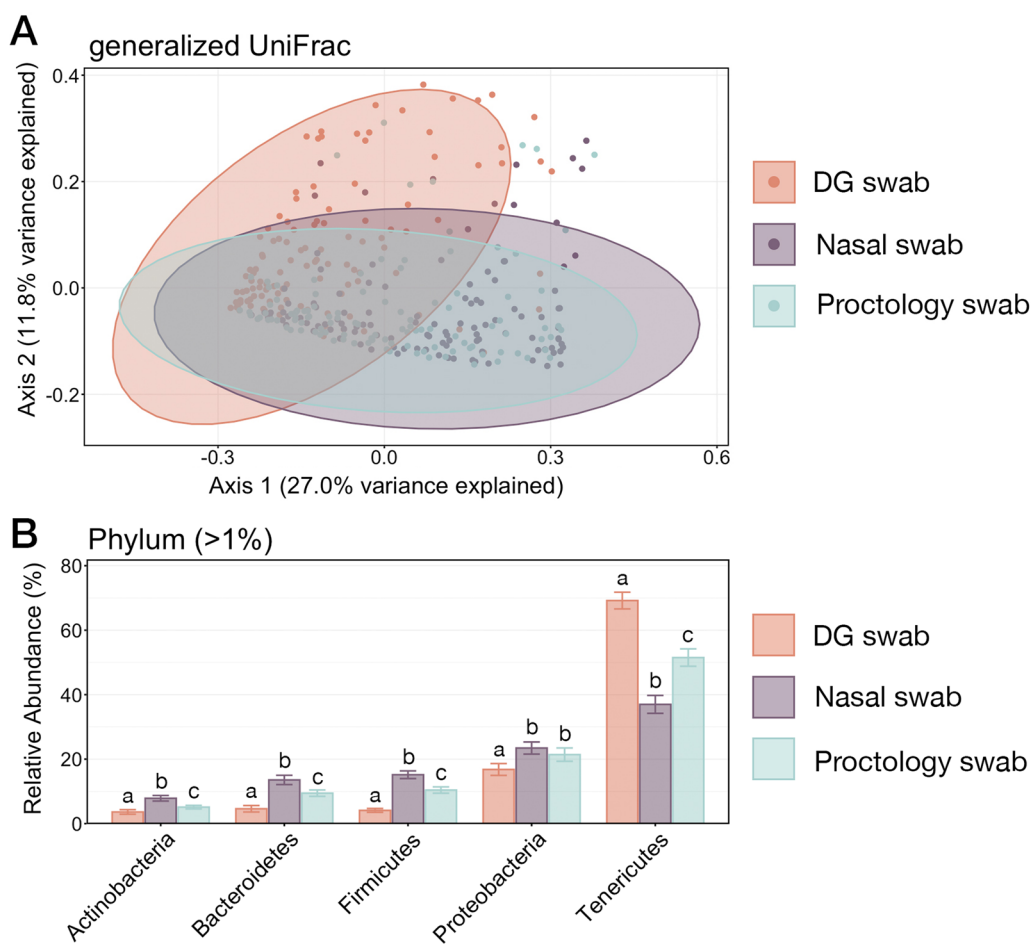 A
generalized UniFrac
Axis 2 (11.8% variance explained)
0.4
0.2
0.0
-0.2
-0.3 0.0 0.3 0.6
Axis 1 (27.0% variance explained)
DG swab
Nasal swab
Proctology swab
B
Phylum (>1%)
Relative Abundance (%)
80
60
40
20
0
a b c
a b c
a b c
a b b
a b c
Actinobacteria
Bacteroidetes
Firmicutes
Proteobacteria
Tenericutes
DG swab
Nasal swab
Proctology swab